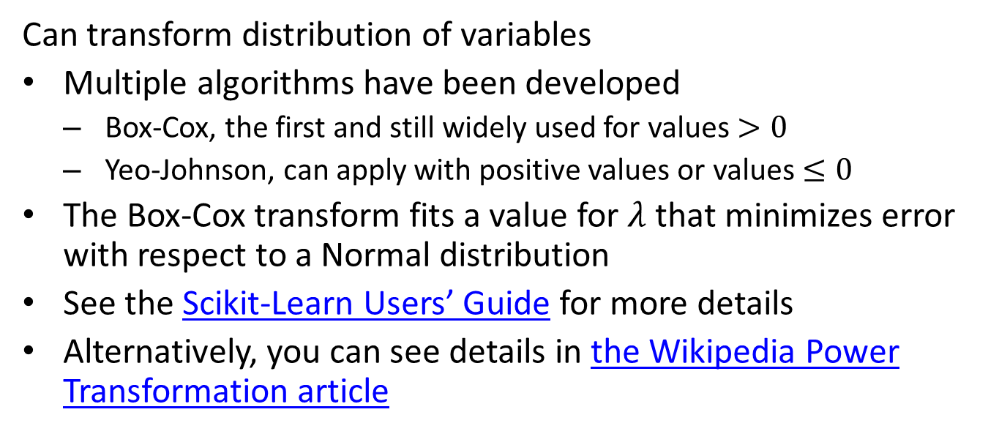 Can transform distribution of variables
• Multiple algorithms have been developed
– Box-Cox, the first and still widely used for values > 0
– Yeo-Johnson, can apply with positive values or values ≤ 0
• The Box-Cox transform fits a value for λ that minimizes error
with respect to a Normal distribution
• See the Scikit-Learn Users’ Guide for more details
• Alternatively, you can see details in the Wikipedia Power
Transformation article